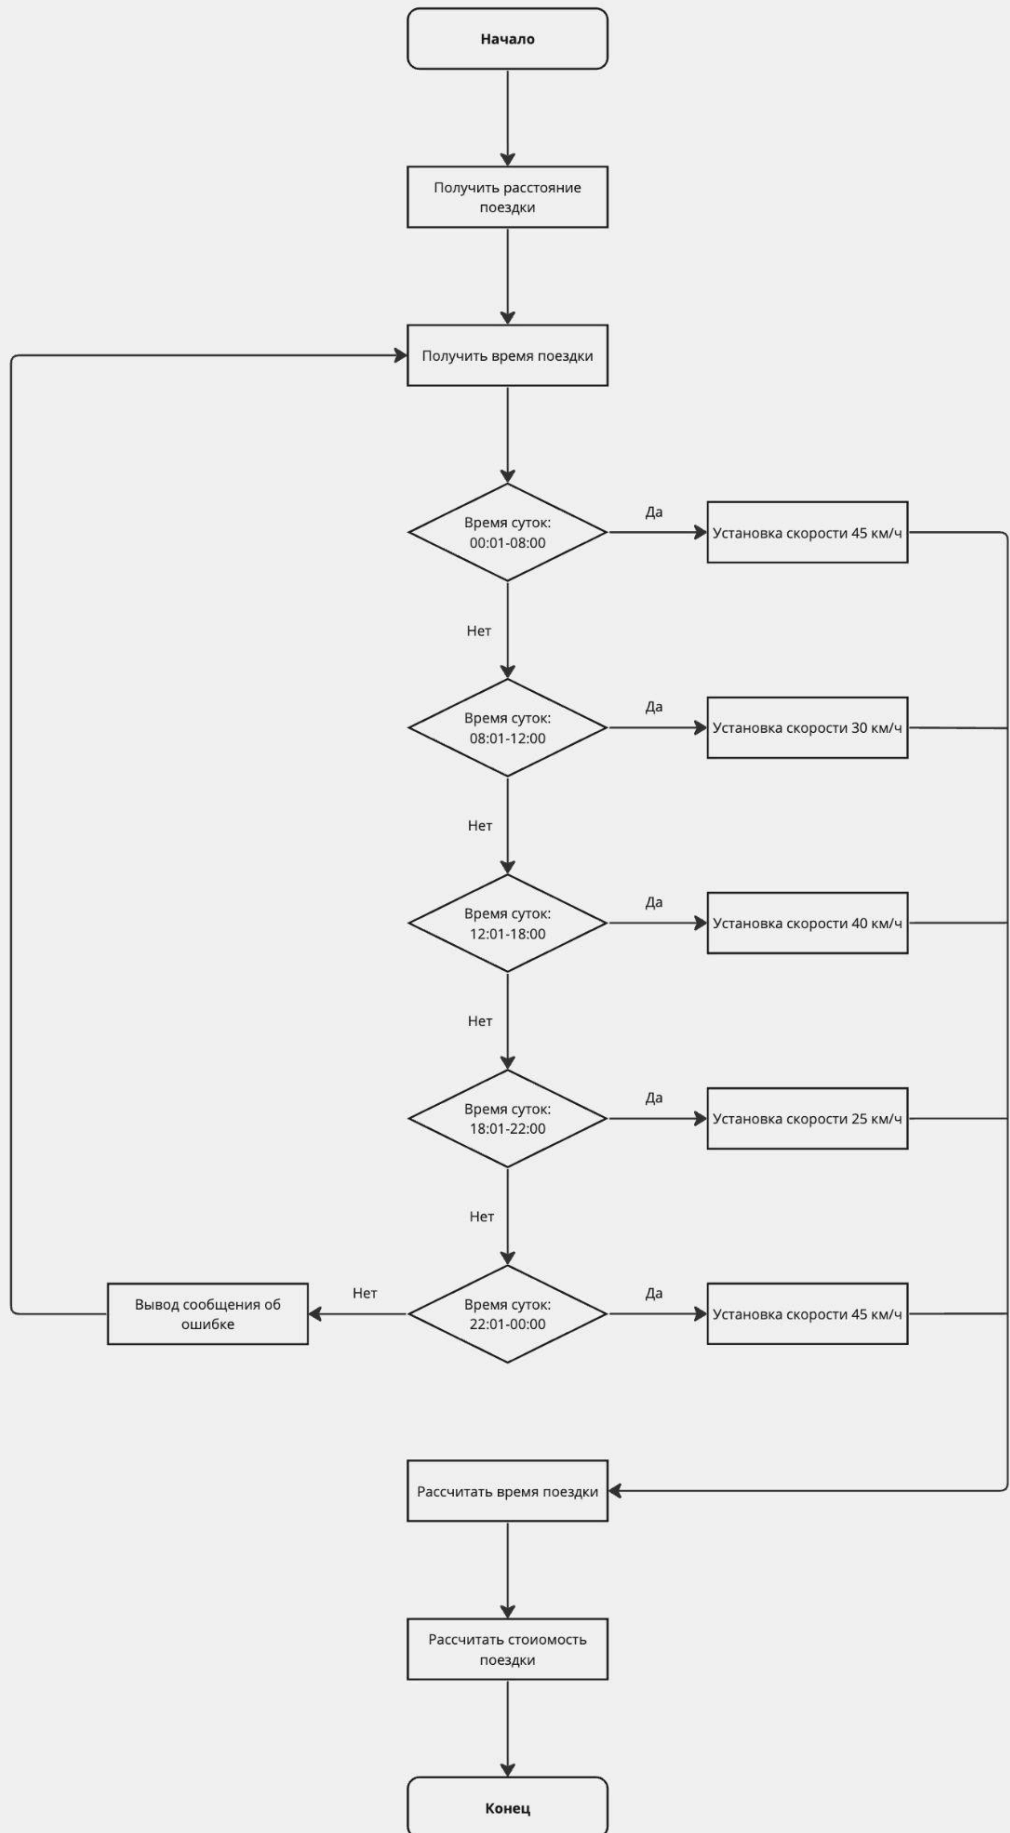 Начало
Получить расстояние
поездки
Получить время поездки
Время суток:
00:01-08:00
Да
Установка скорости 45 км/ч
Нет
Время суток:
08:01-12:00
Да
Установка скорости 30 км/ч
Нет
Время суток:
12:01-18:00
Да
Установка скорости 40 км/ч
Нет
Время суток:
18:01-22:00
Да
Установка скорости 25 км/ч
Нет
Вывод сообщения об
ошибке
Нет
Время суток:
22:01-00:00
Да
Установка скорости 45 км/ч
Рассчитать время поездки
Рассчитать стоиомость
поездки
Конец